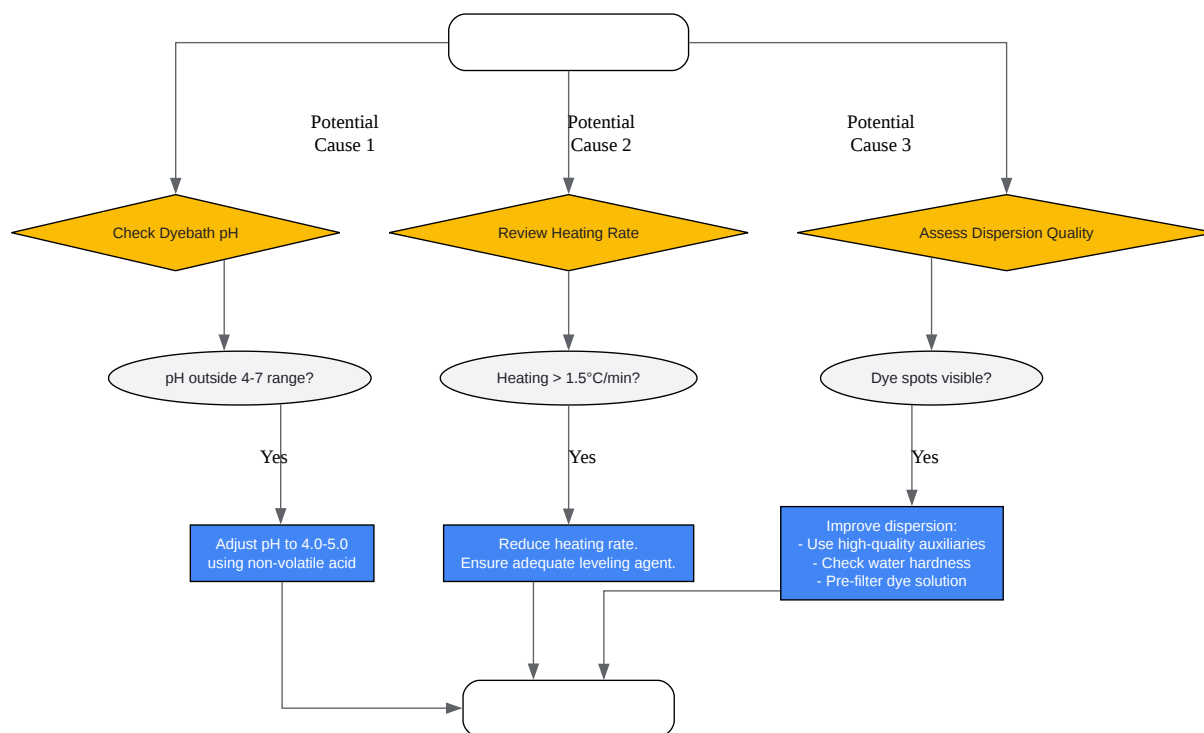 Potential
Cause 1
Potential
Cause 2
Potential
Cause 3
Check Dyebath pH
Review Heating Rate
Assess Dispersion Quality
pH outside 4-7 range?
Heating > 1.5°C/min?
Dye spots visible?
Yes
Yes
Yes
Adjust pH to 4.0-5.0
using non-volatile acid
Reduce heating rate.
Ensure adequate leveling agent.
Improve dispersion:
- Use high-quality auxiliaries
- Check water hardness
- Pre-filter dye solution